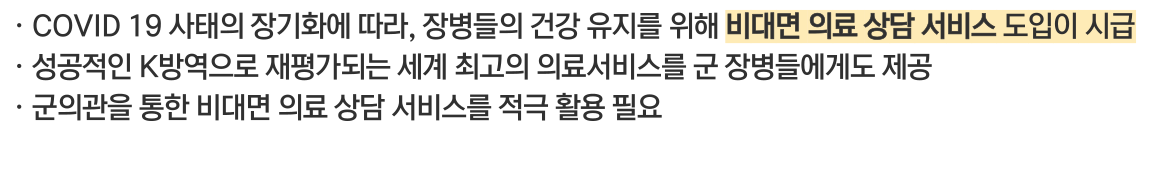 · COVID 19 사태의 장기화에 따라, 장병들의 건강 유지를 위해 비대면 의료 상담 서비스 도입이 시급
· 성공적인 K방역으로 재평가되는 세계 최고의 의료서비스를 군 장병들에게도 제공
· 군의관을 통한 비대면 의료 상담 서비스를 적극 활용 필요